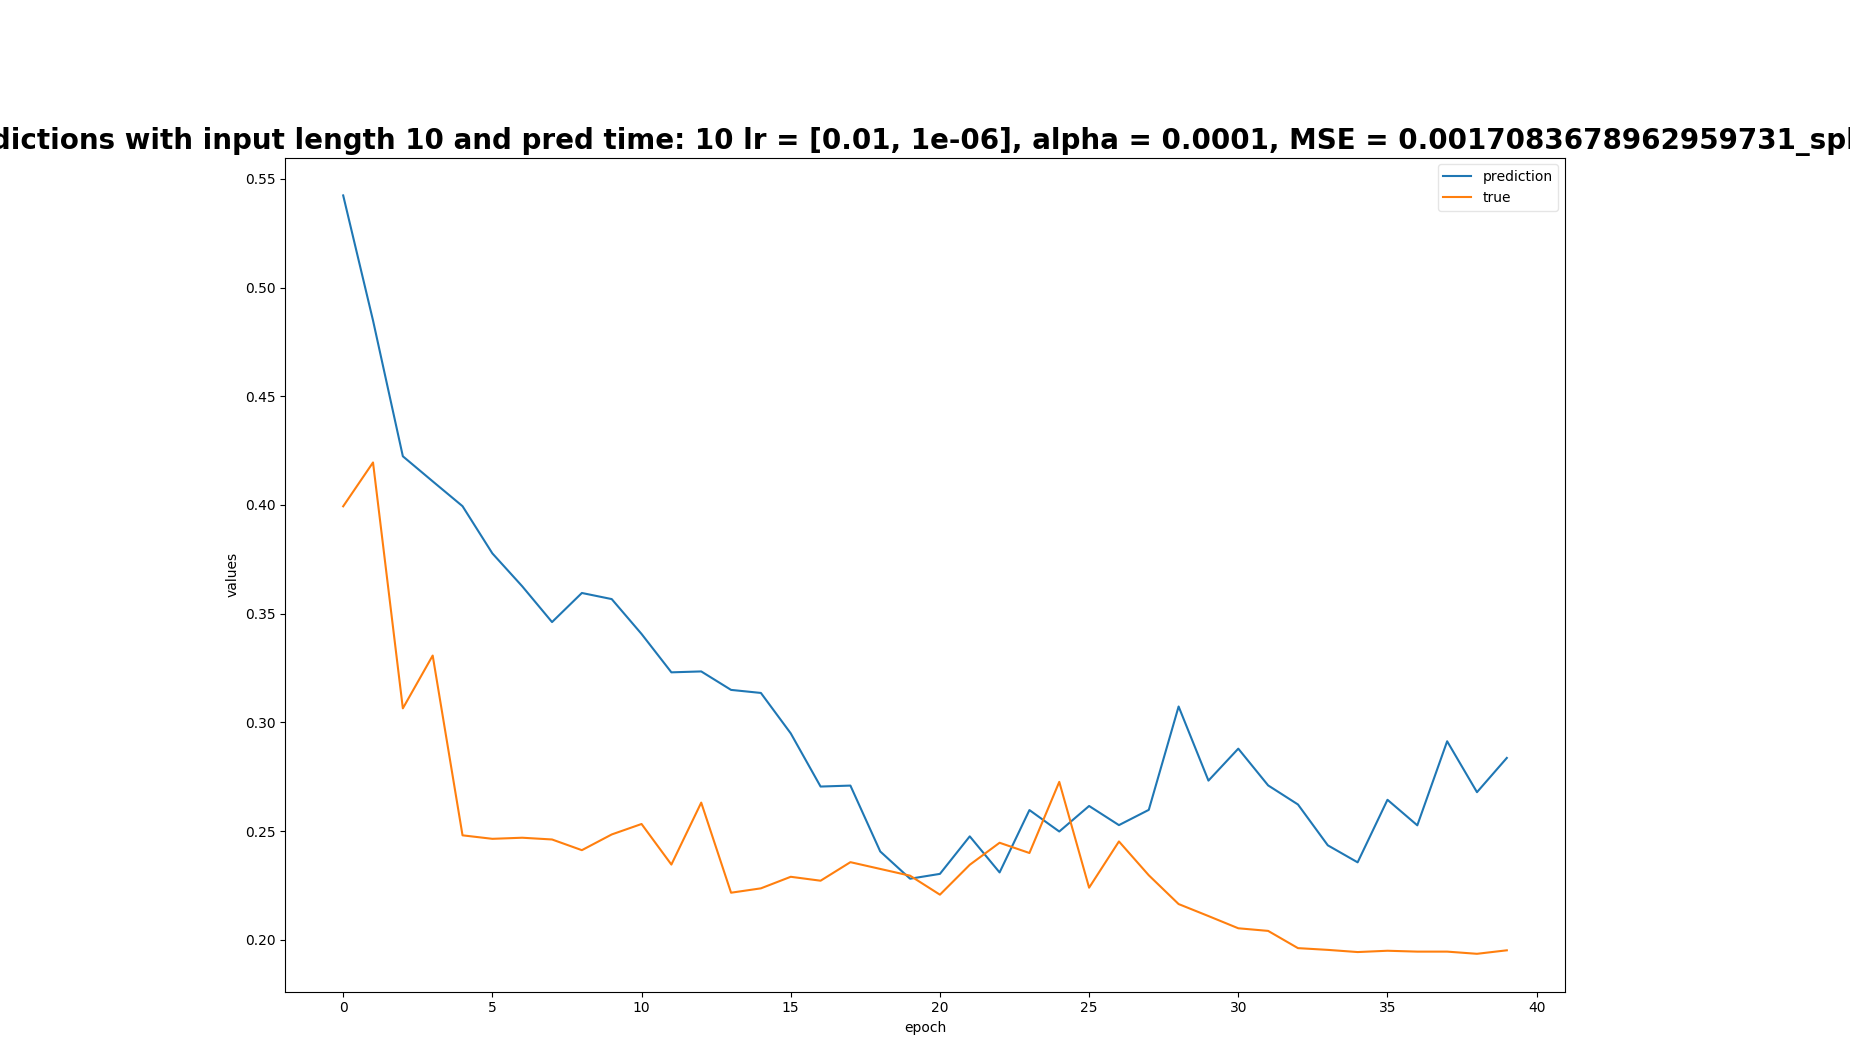 dictions with input length 10 and pred time: 10 lr = [0.01, 1e-06], alpha = 0.0001, MSE = 0.0017083678962959731_spl
prediction
true
0.55
0.50
0.45
0.40
0.35
0.30
0.25
0.20
values
0 5 10 15 20 25 30 35 40
epoch